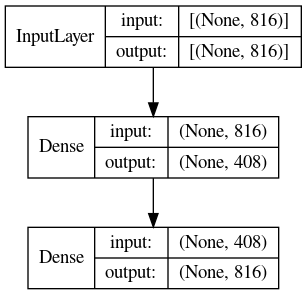 InputLayer
input: [(None, 816)]
output: [(None, 816)]
Dense
input: (None, 816)
output: (None, 408)
Dense
input: (None, 408)
output: (None, 816)